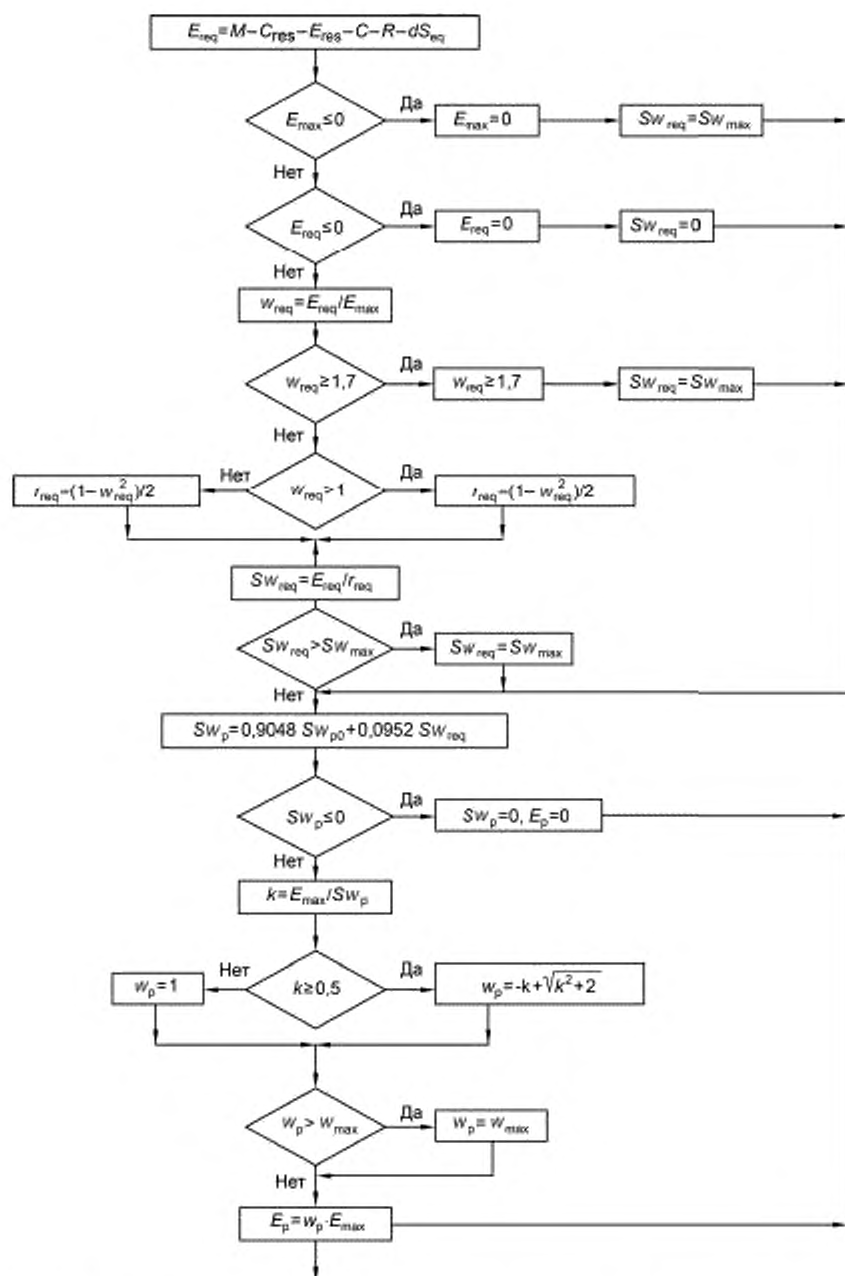 E_req=M–C_res–E_res–C–R–dS_eq
E_max≤0
Да
E_max=0
Sw_req=Sw_max
Нет
E_req≤0
Да
E_req=0
Sw_req=0
Нет
w_req=E_req/E_max
w_req≥1,7
Да
w_req≥1,7
Sw_req=Sw_max
Нет
r_req=(1–w_req²)/2
Нет
w_req>1
Да
r_req=(1–w_req²)/2
Sw_req=E_req/r_req
Sw_req>Sw_max
Да
Sw_req=Sw_max
Нет
Sw_p=0,9048 Sw_p0+0,0952 Sw_req
Sw_p≤0
Да
Sw_p=0, E_p=0
Нет
k=E_max/Sw_p
w_p=1
Нет
k≥0,5
Да
w_p=-k+√(k²+2)
w_p>w_max
Да
w_p=w_max
Нет
E_p=w_p·E_max